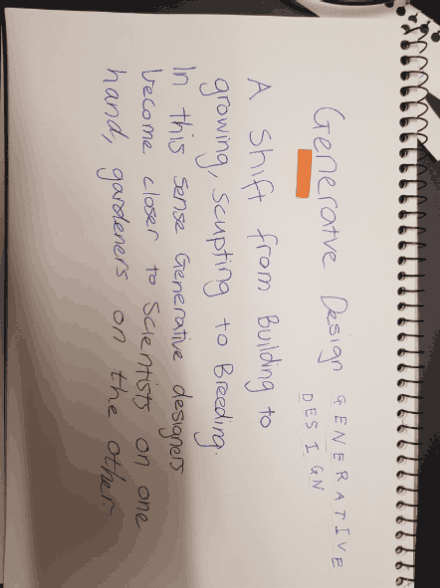 Generatve Design
GENERATIVE
DESIGN
A Shift from Building to
growing, Scupting to Breeding.
In this sense Generative designers
become closer to Scientists on one
hand, gardeners on the other.